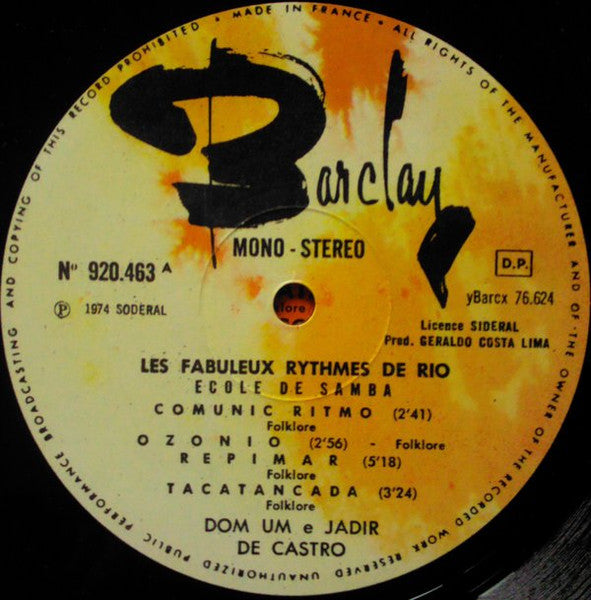 MADE IN FRANCE • ALL RIGHTS OF THE MANUFACTURER AND OF THE OWNER OF THE RECORDED WORK RESERVED UNAUTHORIZED PUBLIC PERFORMANCE BROADCASTING AND COPYING OF THIS RECORD PROHIBITED •
Barclay
MONO - STEREO
N° 920.463 A
D.P.
℗ 1974 SODERAL
yBarcx 76.624
Licence SIDERAL
Prod. GERALDO COSTA LIMA
LES FABULEUX RYTHMES DE RIO
ECOLE DE SAMBA
COMUNIC RITMO (2'41)
Folklore
OZONIO (2'56) - Folklore
REPIMAR (5'18)
Folklore
TACATANCADA (3'24)
Folklore
DOM UM e JADIR
DE CASTRO